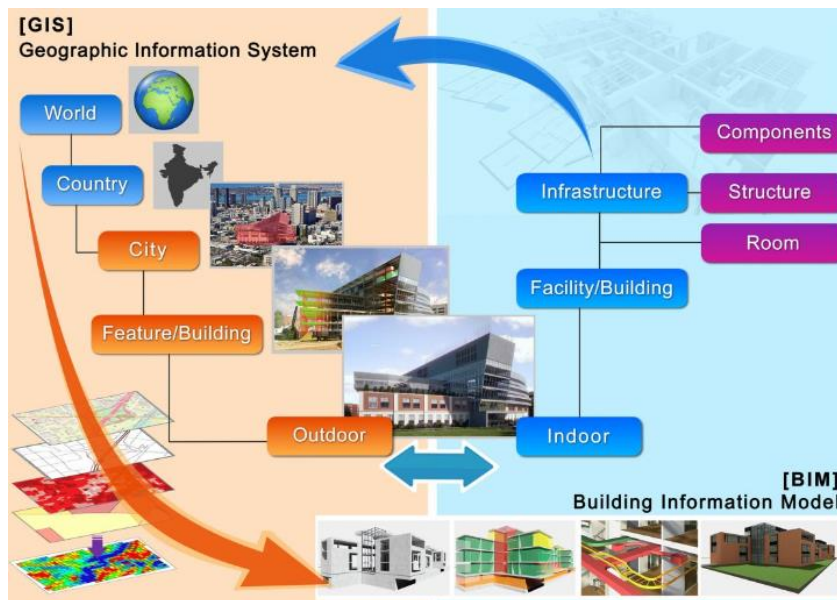 [GIS]
Geographic Information System
World
Country
City
Feature/Building
Outdoor
Components
Infrastructure
Structure
Room
Facility/Building
Indoor
[BIM]
Building Information Model